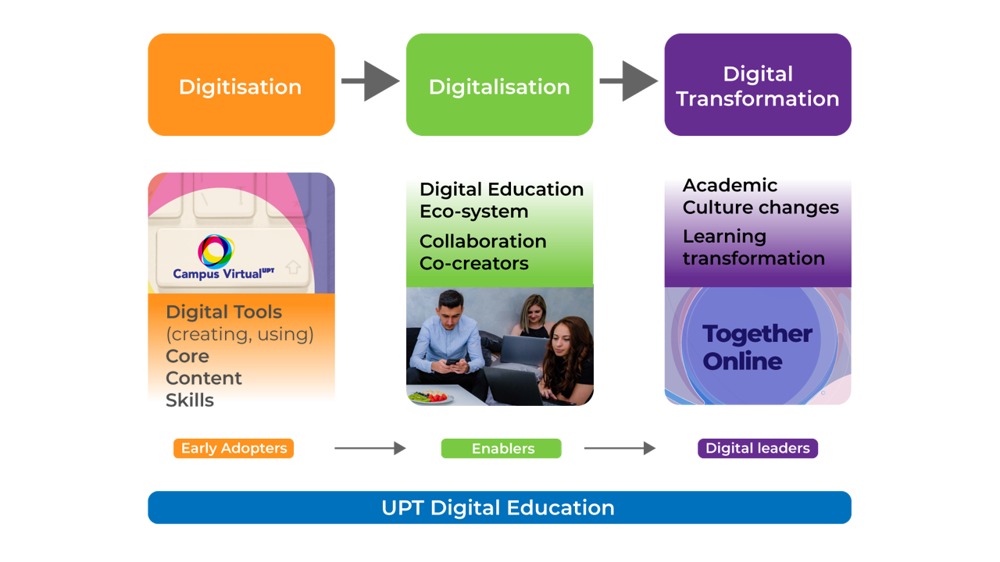 Digitisation
Digitalisation
Digital
Transformation
Campus Virtual UPT
Digital Tools
(creating, using)
Core
Content
Skills
Digital Education
Eco-system
Collaboration
Co-creators
Academic
Culture changes
Learning
transformation
Together
Online
Early Adopters
Enablers
Digital leaders
UPT Digital Education